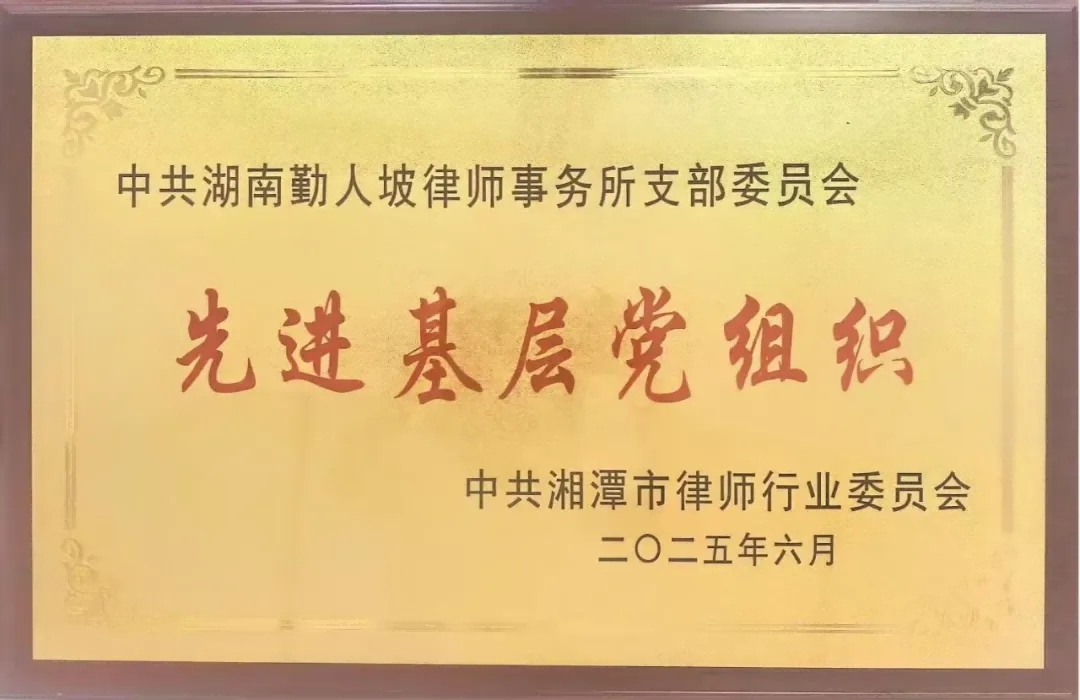 中共湖南勤人坡律师事务所支部委员会
先进基层党组织
中共湘潭市律师行业委员会
二〇二五年六月